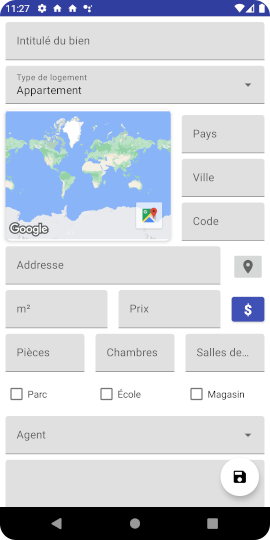 11:27
Intitulé du bien
Type de logement
Appartement
Pays
Ville
Code
Google
Addresse
m²
Prix
$
Pièces
Chambres
Salles de…
Parc
École
Magasin
Agent